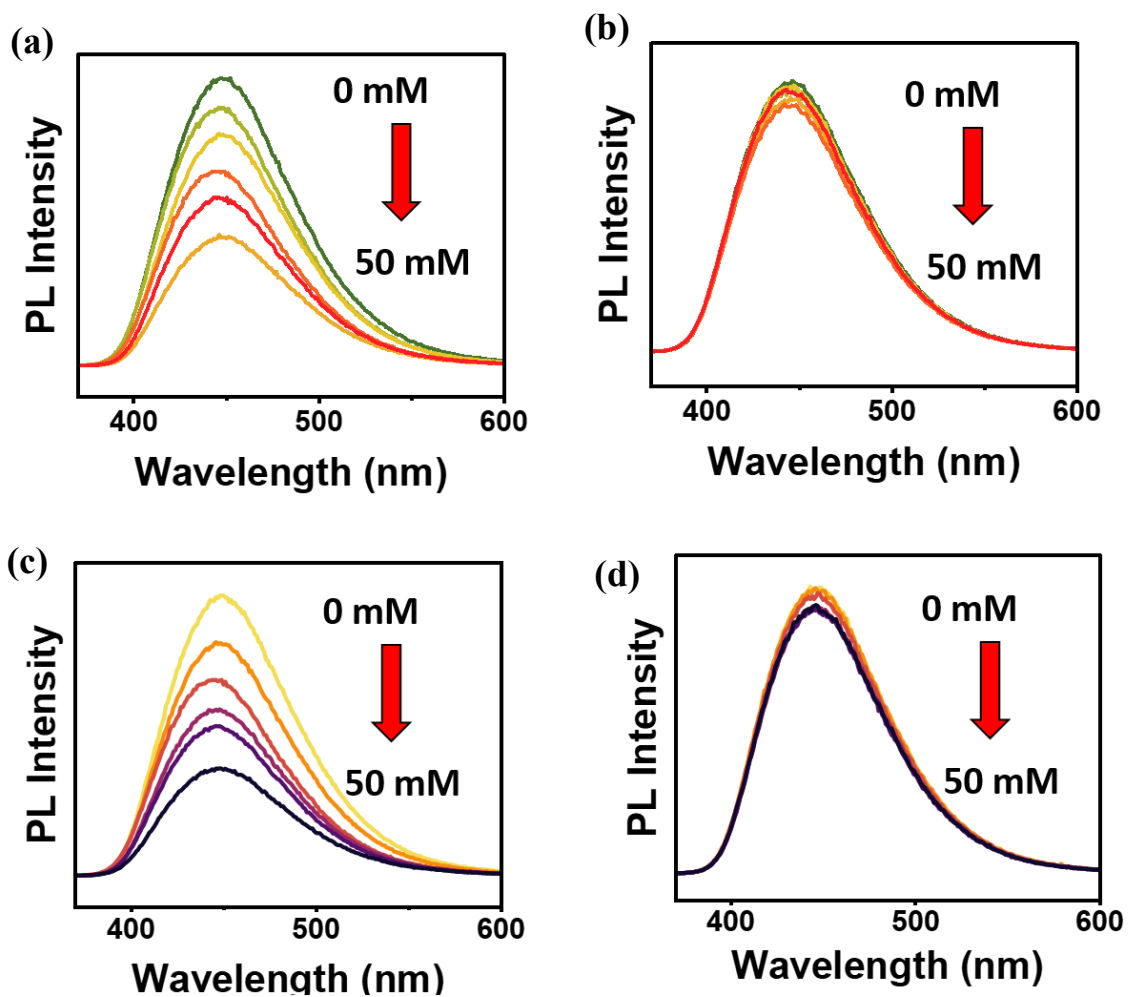 (a)
0 mM
50 mM
PL Intensity
400 500 600
Wavelength (nm)
(b)
0 mM
50 mM
PL Intensity
400 500 600
Wavelength (nm)
(c)
0 mM
50 mM
PL Intensity
400 500 600
Wavelength (nm)
(d)
0 mM
50 mM
PL Intensity
400 500 600
Wavelength (nm)